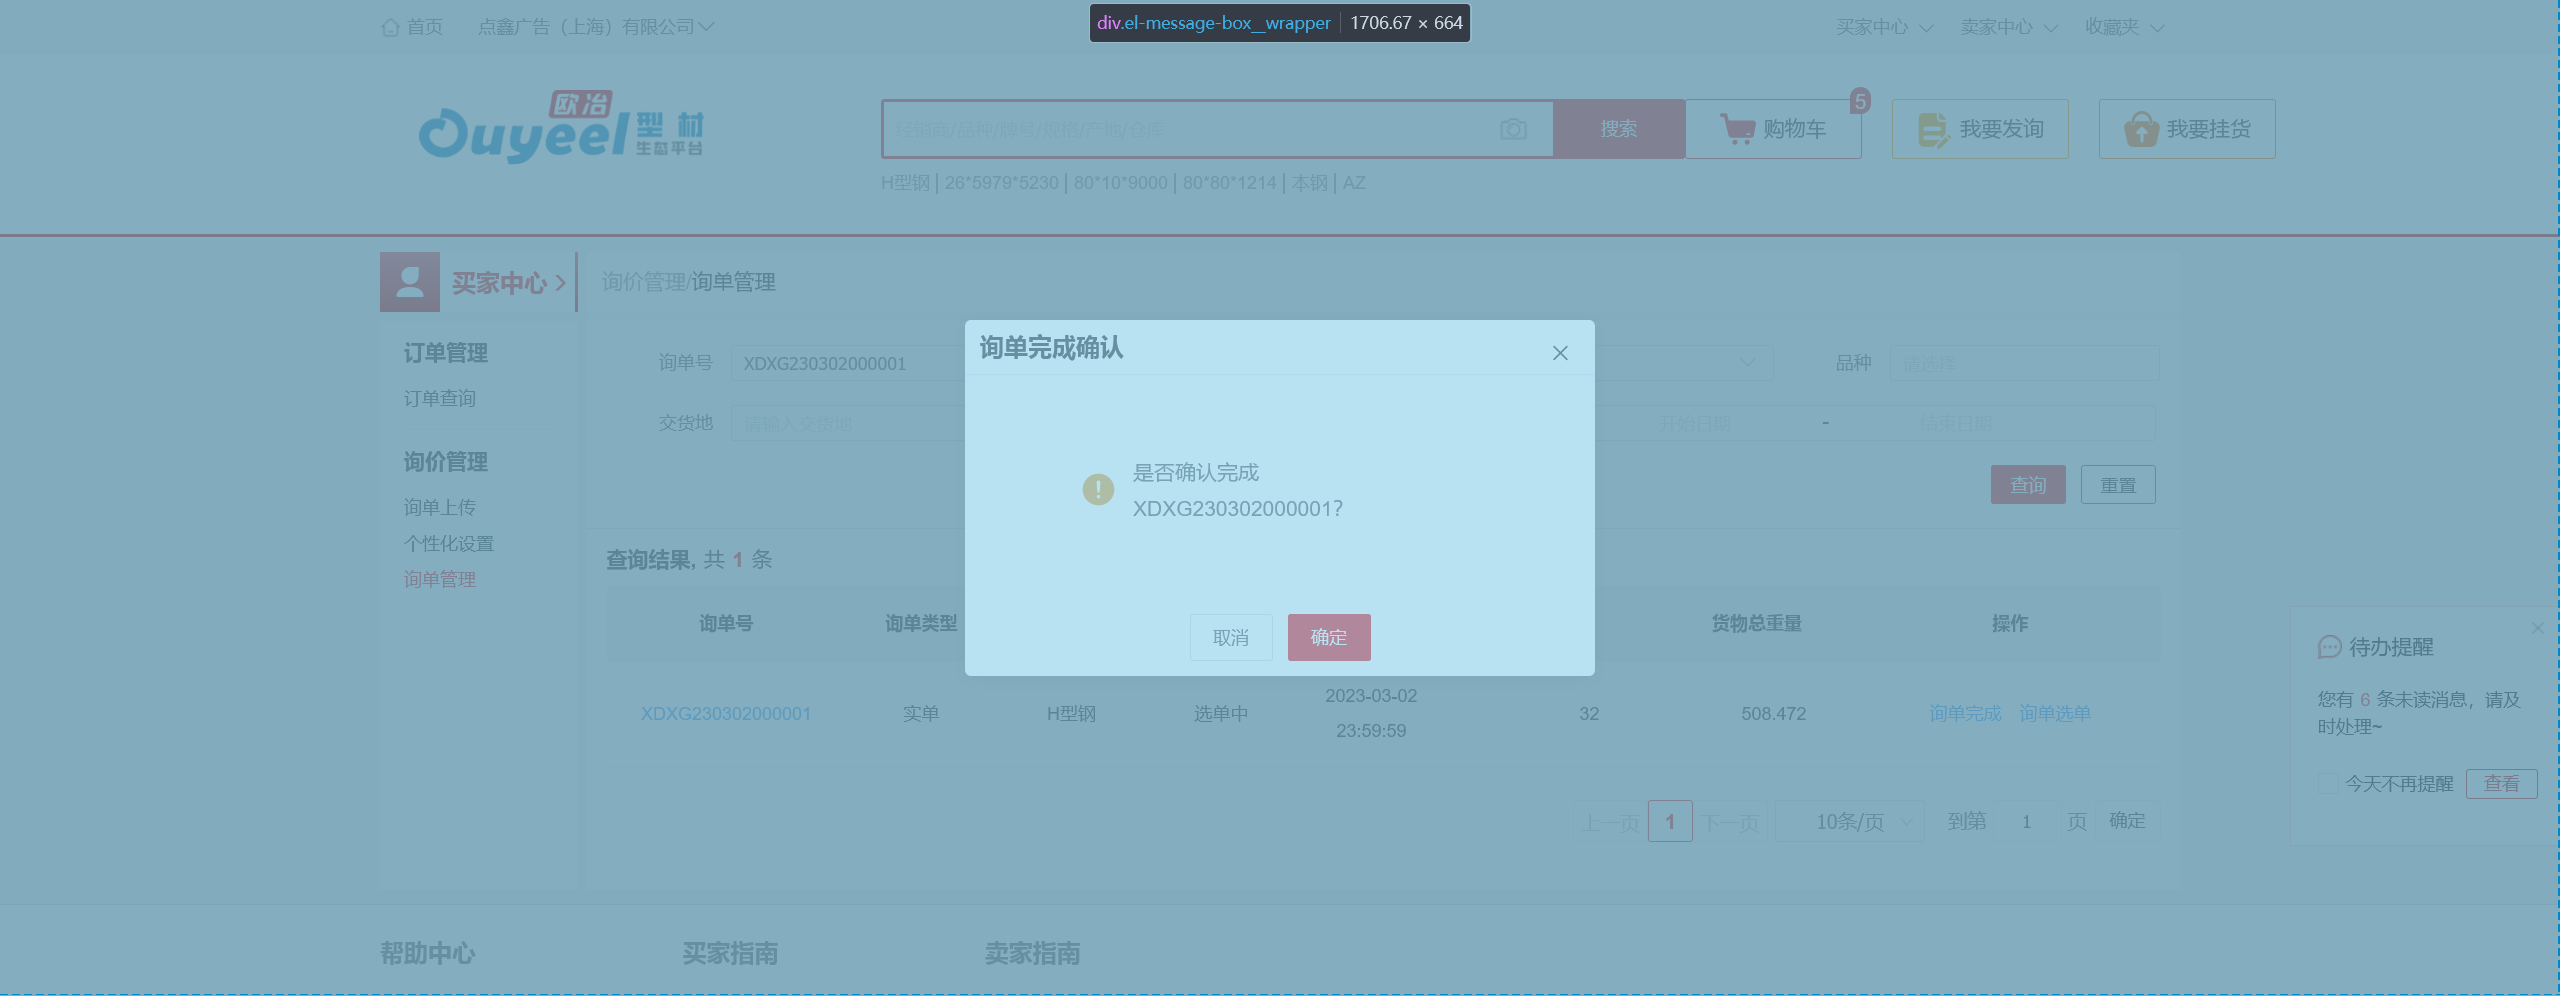 div.el-message-box__wrapper 1706.67 × 664
首页 点鑫广告（上海）有限公司 买家中心 卖家中心 收藏夹
欧冶
Ouyeel 型材
生态平台
经销商/品种/牌号/规格/产地/仓库
搜索
购物车
5
我要发询
我要挂货
H型钢 | 26*5979*5230 | 80*10*9000 | 80*80*1214 | 本钢 | AZ
买家中心
询价管理/询单管理
订单管理
订单查询
询价管理
询单上传
个性化设置
询单管理
询单号 XDXG230302000001
品种 请选择
交货地 请输入交货地
开始日期 - 结束日期
查询 重置
询单完成确认
是否确认完成
XDXG230302000001?
取消 确定
查询结果, 共 1 条
询单号 询单类型 货物总重量 操作
XDXG230302000001 实单 H型钢 选单中 2023-03-02
23:59:59 32 508.472 询单完成 询单选单
上一页 1 下一页 10条/页 到第 1 页 确定
待办提醒
您有 6 条未读消息，请及
时处理~
今天不再提醒 查看
帮助中心 买家指南 卖家指南